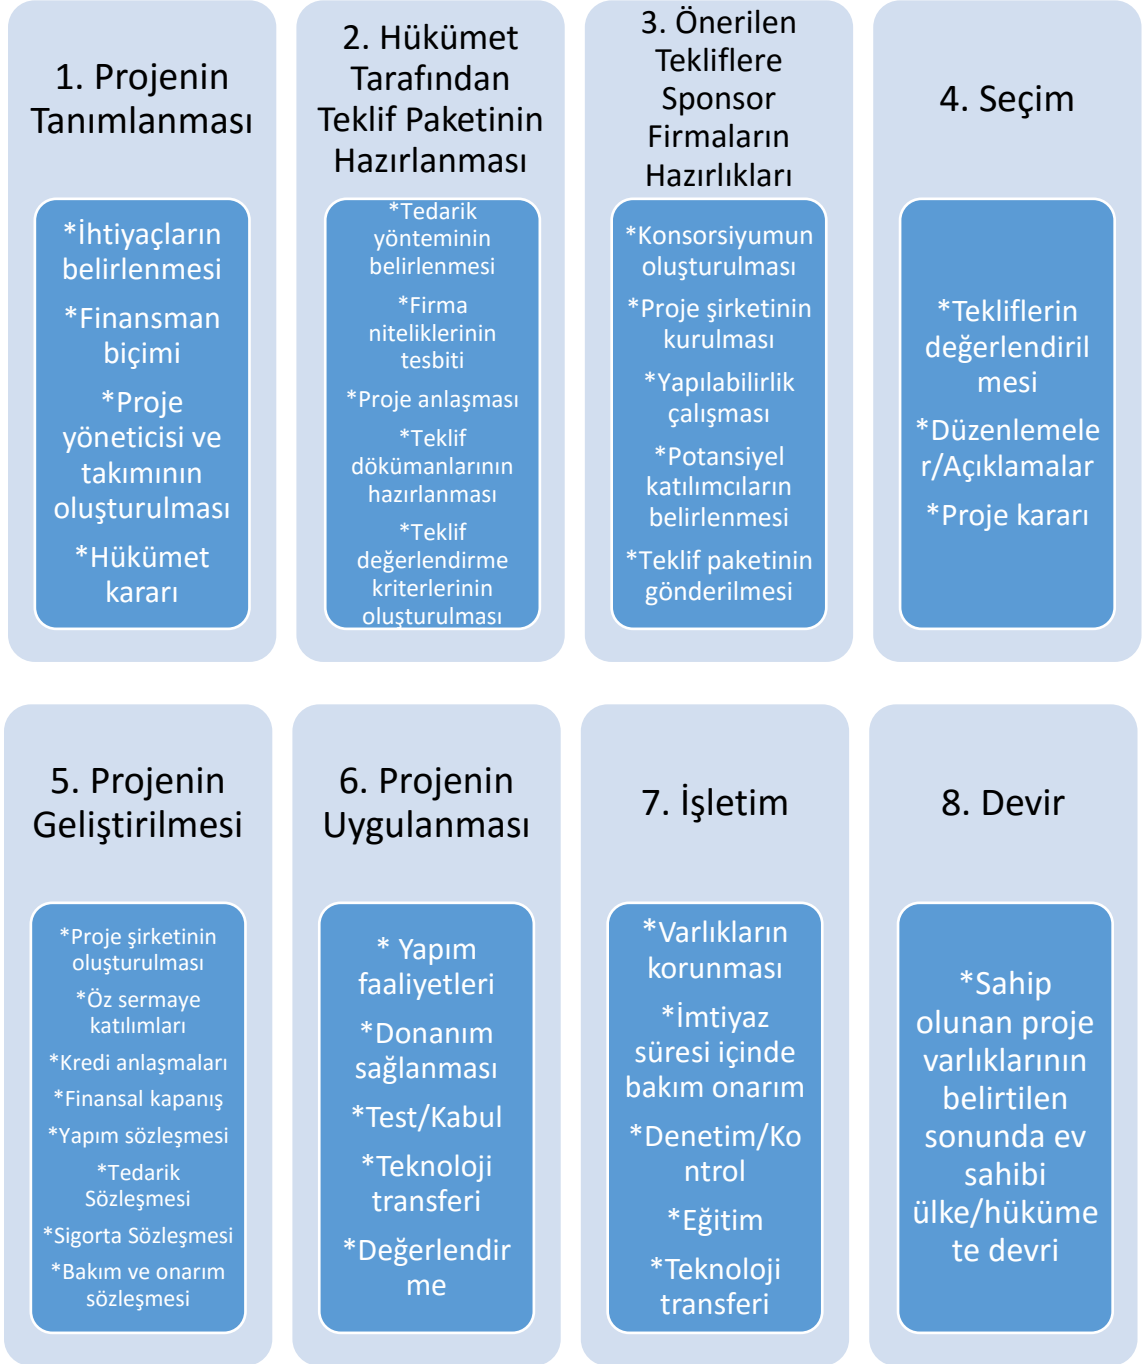 1. Projenin
Tanımlanması
*İhtiyaçların
belirlenmesi
*Finansman
biçimi
*Proje
yöneticisi ve
takımının
oluşturulması
*Hükümet
kararı
2. Hükümet
Tarafından
Teklif Paketinin
Hazırlanması
*Tedarik
yönteminin
belirlenmesi
*Firma
niteliklerinin
tesbiti
*Proje anlaşması
*Teklif
dökümanlarının
hazırlanması
*Teklif
değerlendirme
kriterlerinin
oluşturulması
3. Önerilen
Tekliflere
Sponsor
Firmaların
Hazırlıkları
*Konsorsiyumun
oluşturulması
*Proje şirketinin
kurulması
*Yapılabilirlik
çalışması
*Potansiyel
katılımcıların
belirlenmesi
*Teklif paketinin
gönderilmesi
4. Seçim
*Tekliflerin
değerlendiril
mesi
*Düzenlemele
r/Açıklamalar
*Proje kararı
5. Projenin
Geliştirilmesi
*Proje şirketinin
oluşturulması
*Öz sermaye
katılımları
*Kredi anlaşmaları
*Finansal kapanış
*Yapım sözleşmesi
*Tedarik
Sözleşmesi
*Sigorta Sözleşmesi
*Bakım ve onarım
sözleşmesi
6. Projenin
Uygulanması
* Yapım
faaliyetleri
*Donanım
sağlanması
*Test/Kabul
*Teknoloji
transferi
*Değerlendir
me
7. İşletim
*Varlıkların
korunması
*İmtiyaz
süresi içinde
bakım onarım
*Denetim/Ko
ntrol
*Eğitim
*Teknoloji
transferi
8. Devir
*Sahip
olunan proje
varlıklarının
belirtilen
sonunda ev
sahibi
ülke/hüküme
te devri